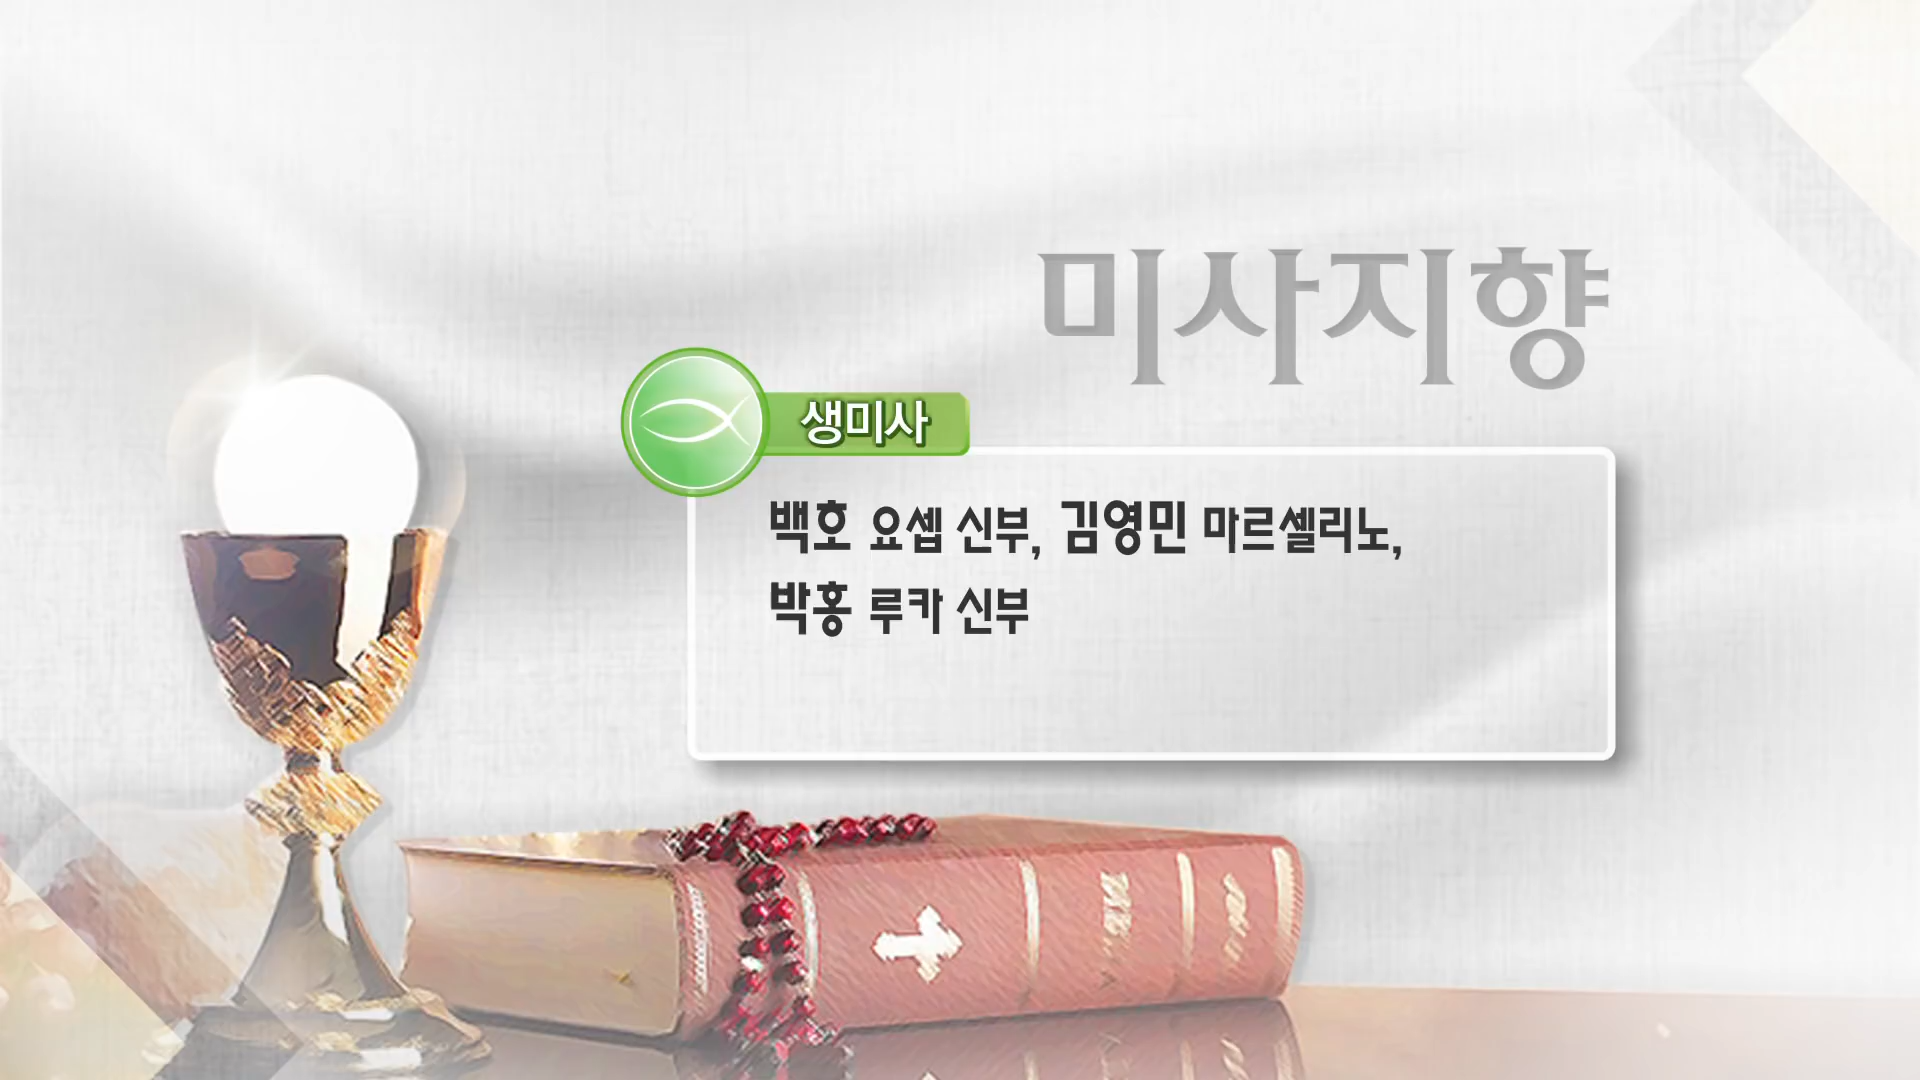 미사지향
생미사
백호 요셉 신부, 김영민 마르셀리노,
박홍 루카 신부